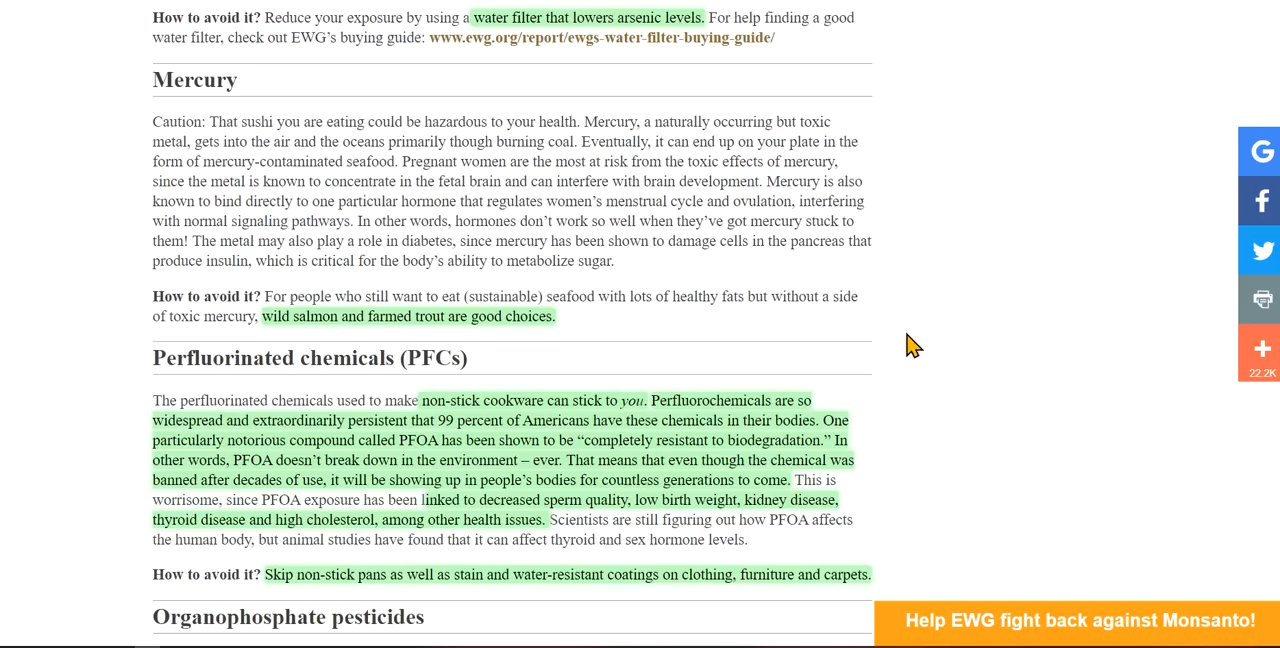 How to avoid it? Reduce your exposure by using a water filter that lowers arsenic levels. For help finding a good
water filter, check out EWG’s buying guide: www.ewg.org/report/ewgs-water-filter-buying-guide/
Mercury
Caution: That sushi you are eating could be hazardous to your health. Mercury, a naturally occurring but toxic
metal, gets into the air and the oceans primarily though burning coal. Eventually, it can end up on your plate in the
form of mercury-contaminated seafood. Pregnant women are the most at risk from the toxic effects of mercury,
since the metal is known to concentrate in the fetal brain and can interfere with brain development. Mercury is also
known to bind directly to one particular hormone that regulates women’s menstrual cycle and ovulation, interfering
with normal signaling pathways. In other words, hormones don’t work so well when they’ve got mercury stuck to
them! The metal may also play a role in diabetes, since mercury has been shown to damage cells in the pancreas that
produce insulin, which is critical for the body’s ability to metabolize sugar.
How to avoid it? For people who still want to eat (sustainable) seafood with lots of healthy fats but without a side
of toxic mercury, wild salmon and farmed trout are good choices.
Perfluorinated chemicals (PFCs)
The perfluorinated chemicals used to make non-stick cookware can stick to you. Perfluorochemicals are so
widespread and extraordinarily persistent that 99 percent of Americans have these chemicals in their bodies. One
particularly notorious compound called PFOA has been shown to be “completely resistant to biodegradation.” In
other words, PFOA doesn’t break down in the environment – ever. That means that even though the chemical was
banned after decades of use, it will be showing up in people’s bodies for countless generations to come. This is
worrisome, since PFOA exposure has been linked to decreased sperm quality, low birth weight, kidney disease,
thyroid disease and high cholesterol, among other health issues. Scientists are still figuring out how PFOA affects
the human body, but animal studies have found that it can affect thyroid and sex hormone levels.
How to avoid it? Skip non-stick pans as well as stain and water-resistant coatings on clothing, furniture and carpets.
Organophosphate pesticides
22.2K
Help EWG fight back against Monsanto!